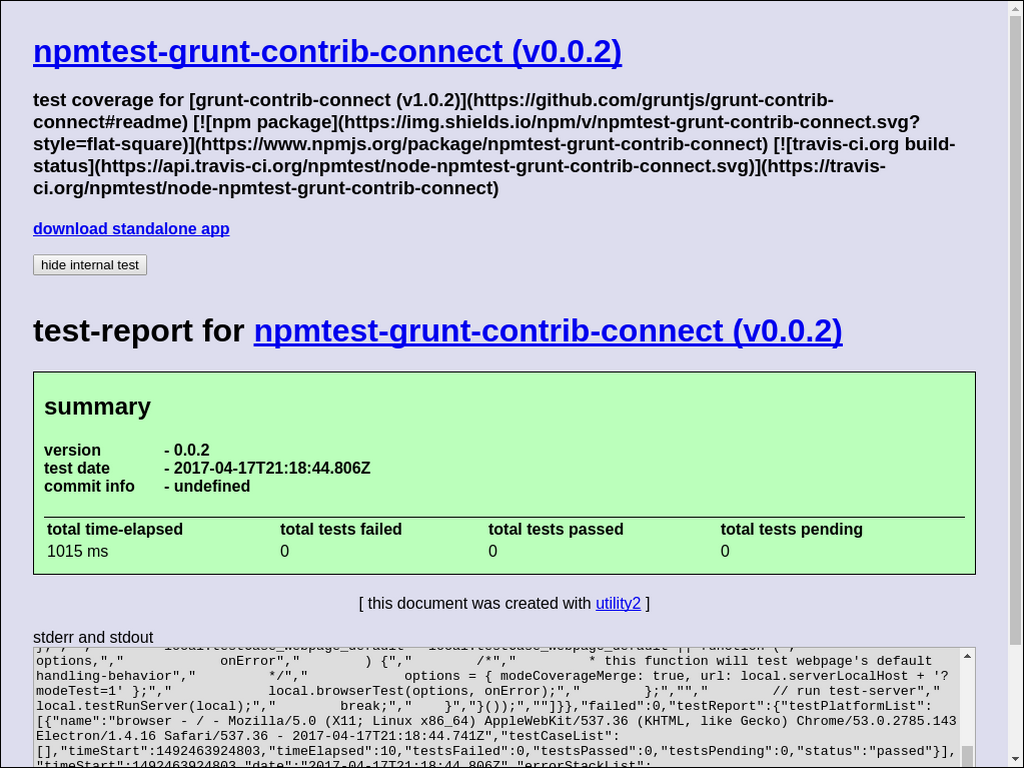 npmtest-grunt-contrib-connect (v0.0.2)
test coverage for [grunt-contrib-connect (v1.0.2)](https://github.com/gruntjs/grunt-contrib-
connect#readme) [![npm package](https://img.shields.io/npm/v/npmtest-grunt-contrib-connect.svg?
style=flat-square)](https://www.npmjs.org/package/npmtest-grunt-contrib-connect) [![travis-ci.org build-
status](https://api.travis-ci.org/npmtest/node-npmtest-grunt-contrib-connect.svg)](https://travis-
ci.org/npmtest/node-npmtest-grunt-contrib-connect)
download standalone app
hide internal test
test-report for npmtest-grunt-contrib-connect (v0.0.2)
summary
version - 0.0.2
test date - 2017-04-17T21:18:44.806Z
commit info - undefined
total time-elapsed total tests failed total tests passed total tests pending
1015 ms 0 0 0
[ this document was created with utility2 ]
stderr and stdout
options,","            onError","        ) {","        /*","         * this function will test webpage's default
handling-behavior","         */","            options = { modeCoverageMerge: true, url: local.serverLocalHost + '?
modeTest=1' };","            local.browserTest(options, onError);","        };","","        // run test-server","
local.testRunServer(local);","        break;","    }","}());",""]}},"failed":0,"testReport":{"testPlatformList":
[{"name":"browser - / - Mozilla/5.0 (X11; Linux x86_64) AppleWebKit/537.36 (KHTML, like Gecko) Chrome/53.0.2785.143
Electron/1.4.16 Safari/537.36 - 2017-04-17T21:18:44.741Z","testCaseList":
[],"timeStart":1492463924803,"timeElapsed":10,"testsFailed":0,"testsPassed":0,"testsPending":0,"status":"passed"}],
"timeStart":1492463924803,"date":"2017-04-17T21:18:44.806Z","errorStackList":